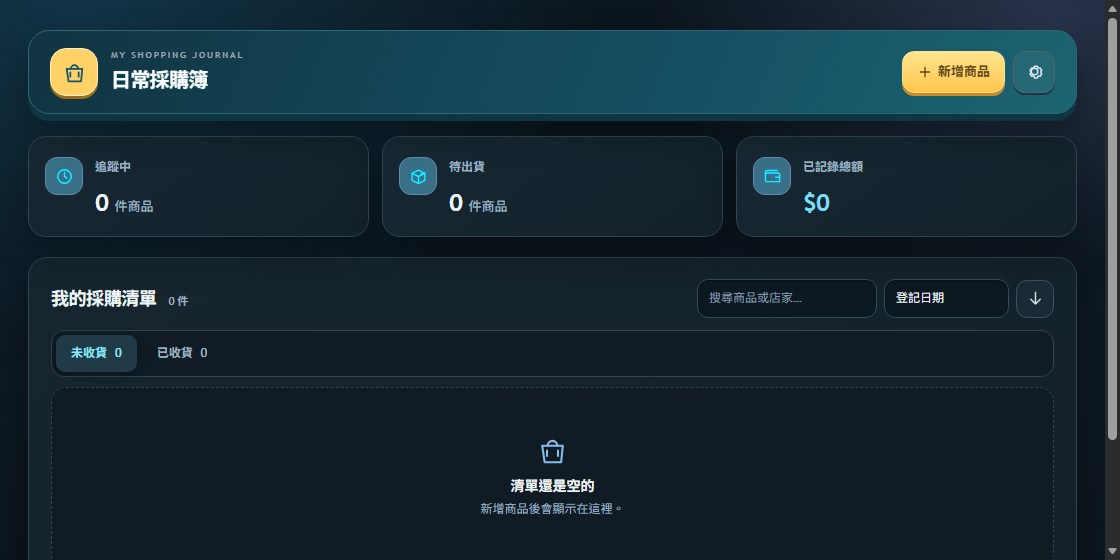 MY SHOPPING JOURNAL
日常採購簿
新增商品
追蹤中
0 件商品
待出貨
0 件商品
已記錄總額
$0
我的採購清單 0 件
搜尋商品或店家...
登記日期
未收貨 0
已收貨 0
清單還是空的
新增商品後會顯示在這裡。